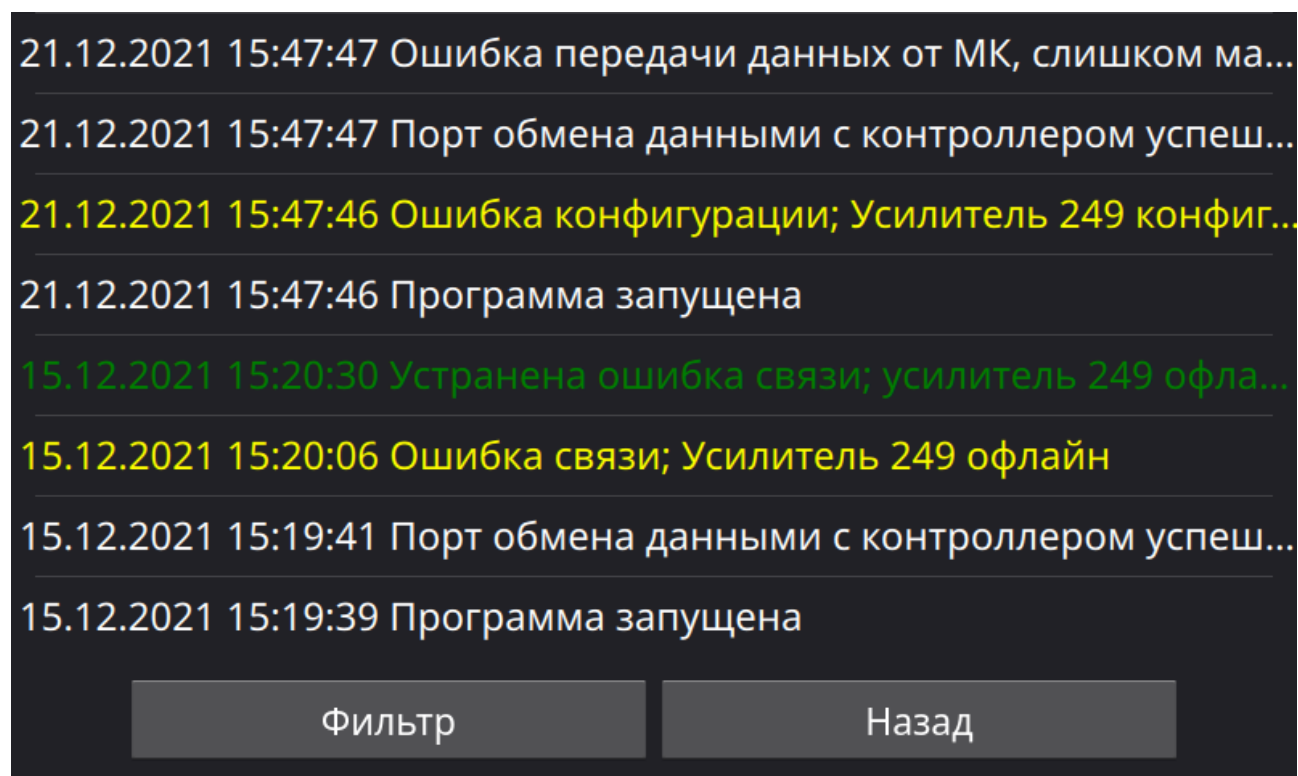 21.12.2021 15:47:47 Ошибка передачи данных от МК, слишком ма...
21.12.2021 15:47:47 Порт обмена данными с контроллером успеш...
21.12.2021 15:47:46 Ошибка конфигурации; Усилитель 249 конфиг...
21.12.2021 15:47:46 Программа запущена
15.12.2021 15:20:30 Устранена ошибка связи; усилитель 249 офла...
15.12.2021 15:20:06 Ошибка связи; Усилитель 249 офлайн
15.12.2021 15:19:41 Порт обмена данными с контроллером успеш...
15.12.2021 15:19:39 Программа запущена
Фильтр Назад